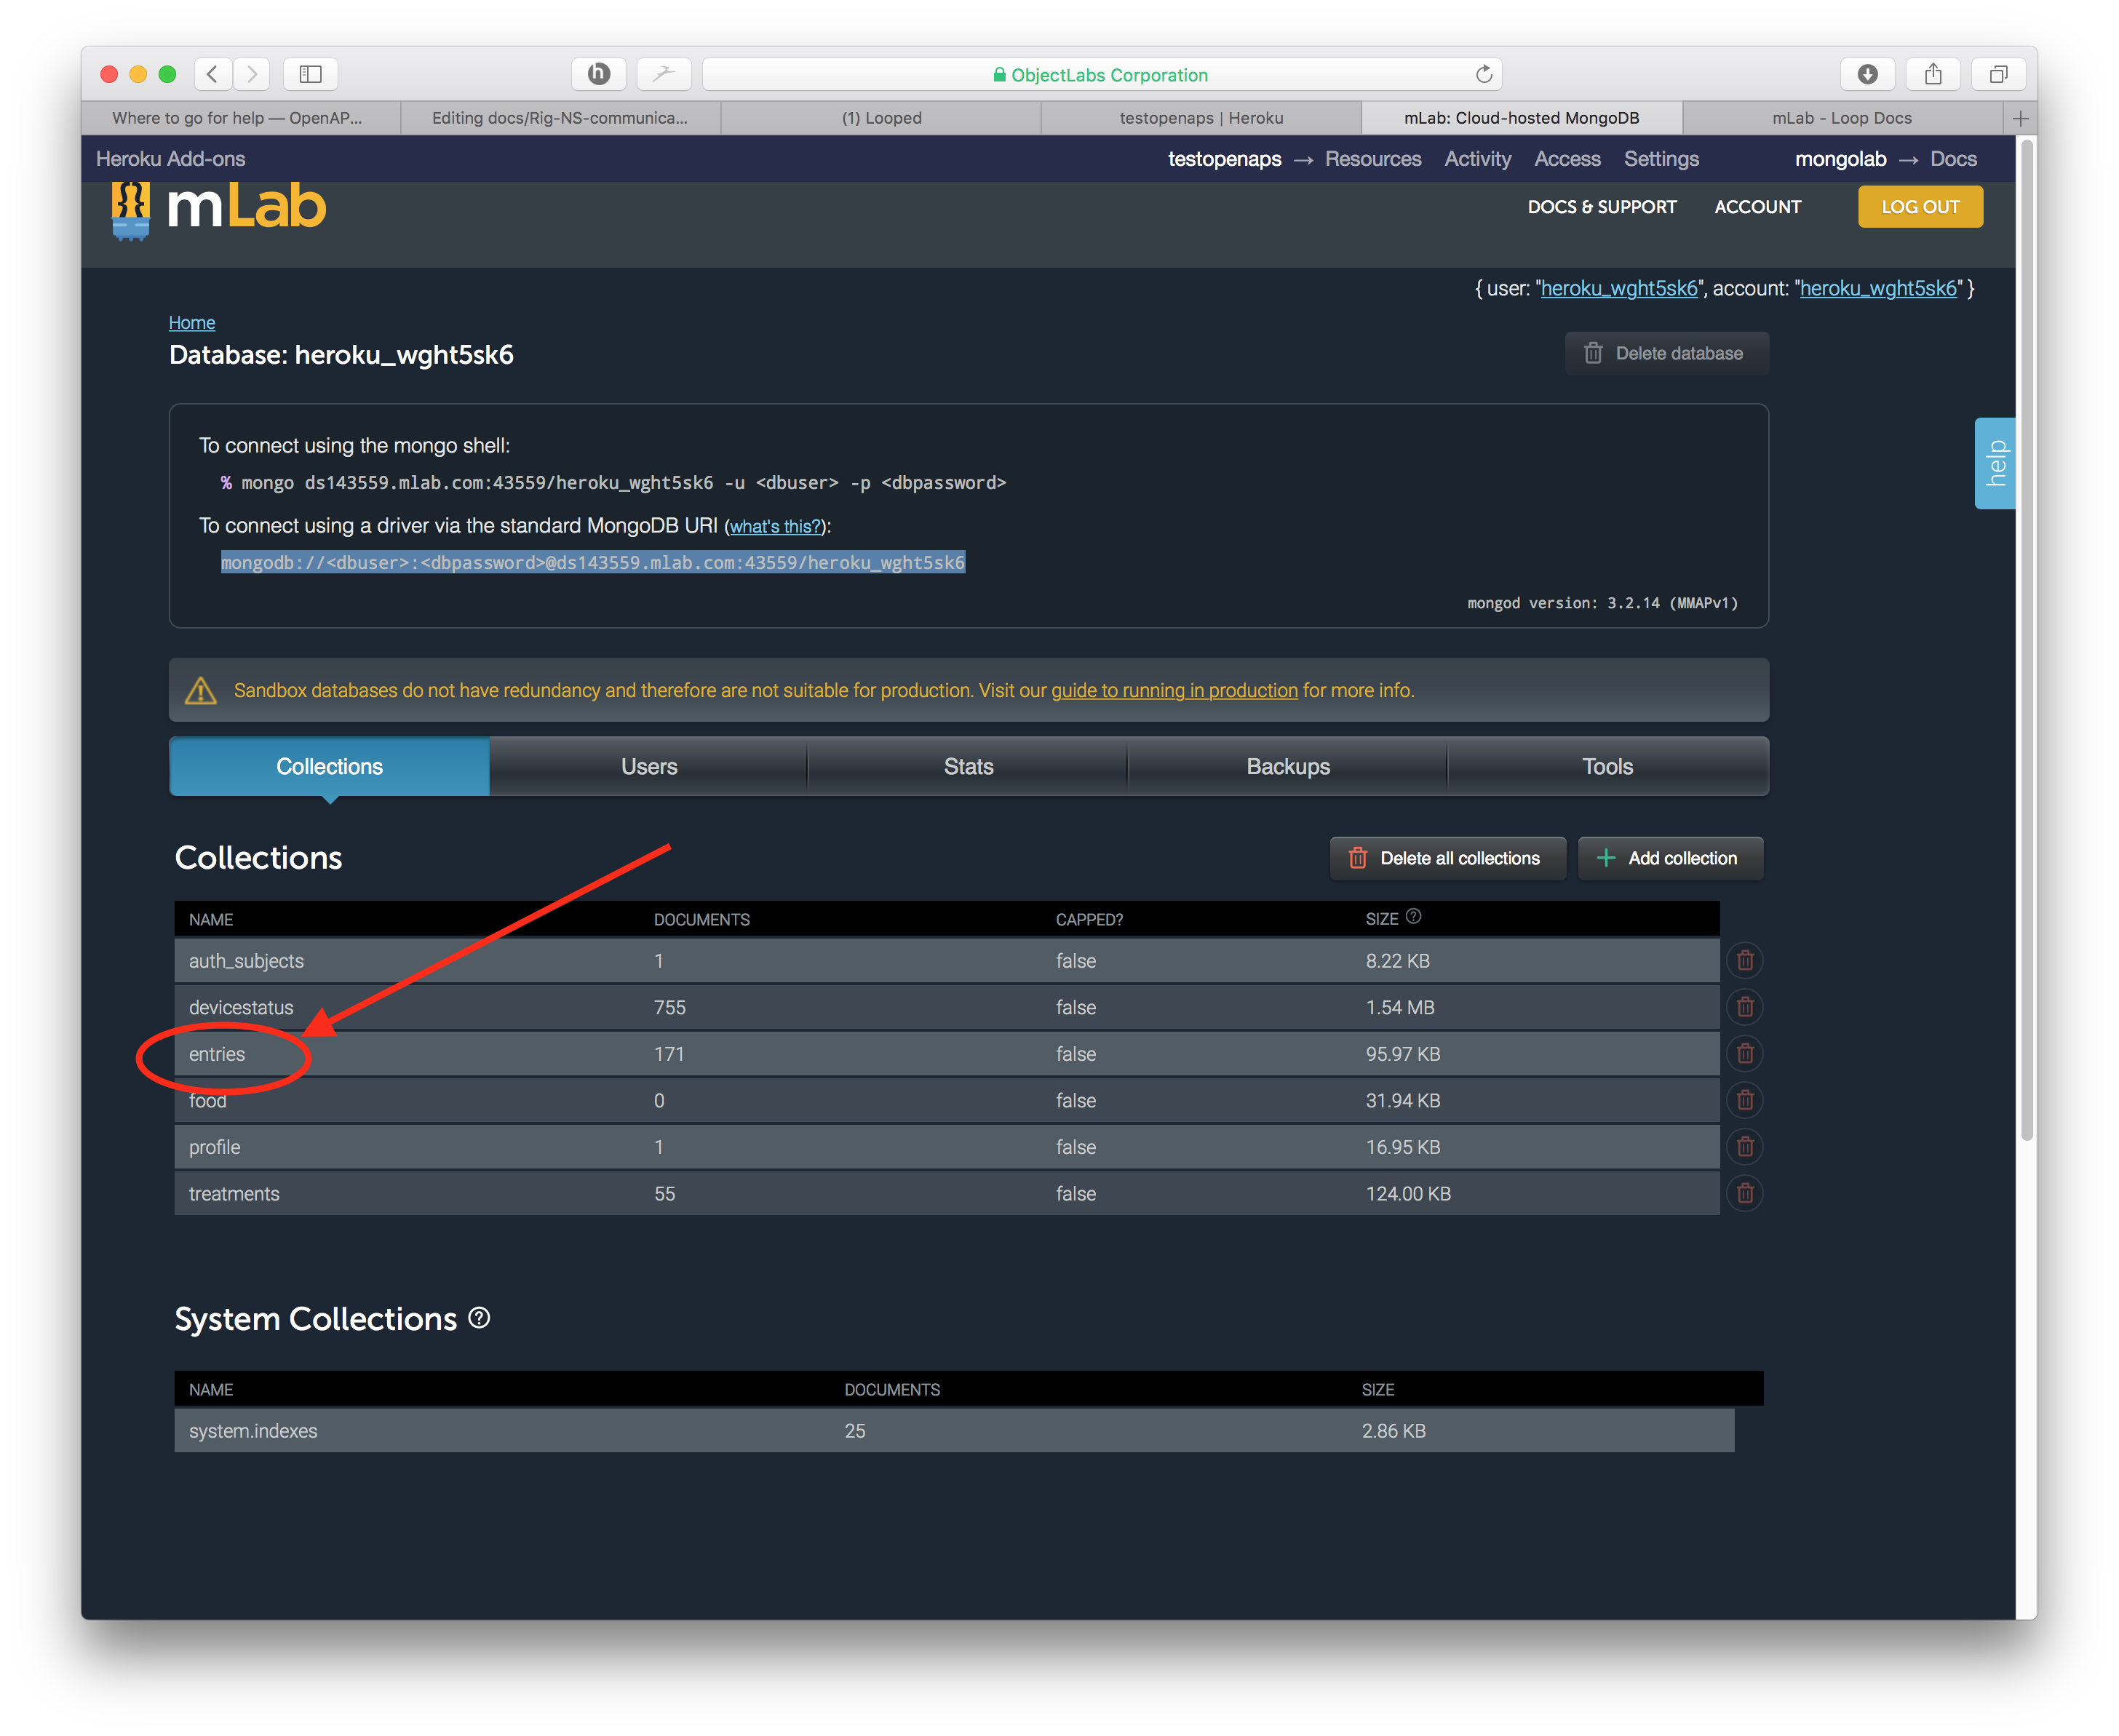 ObjectLabs Corporation
Where to go for help — OpenAP...
Editing docs/Rig-NS-communica...
(1) Looped
testopenaps | Heroku
mLab: Cloud-hosted MongoDB
mLab - Loop Docs
Heroku Add-ons
testopenaps → Resources Activity Access Settings
mongolab → Docs
mLab
DOCS & SUPPORT
ACCOUNT
LOG OUT
{ user: "heroku_wght5sk6", account: "heroku_wght5sk6" }
Home
Database: heroku_wght5sk6
Delete database
help
To connect using the mongo shell:
% mongo ds143559.mlab.com:43559/heroku_wght5sk6 -u <dbuser> -p <dbpassword>
To connect using a driver via the standard MongoDB URI (what's this?):
mongodb://<dbuser>:<dbpassword>@ds143559.mlab.com:43559/heroku_wght5sk6
mongod version: 3.2.14 (MMAPv1)
Sandbox databases do not have redundancy and therefore are not suitable for production. Visit our guide to running in production for more info.
Collections Users Stats Backups Tools
Collections
Delete all collections
Add collection
NAME DOCUMENTS CAPPED? SIZE
auth_subjects 1 false 8.22 KB
devicestatus 755 false 1.54 MB
entries 171 false 95.97 KB
food 0 false 31.94 KB
profile 1 false 16.95 KB
treatments 55 false 124.00 KB
System Collections
NAME DOCUMENTS SIZE
system.indexes 25 2.86 KB